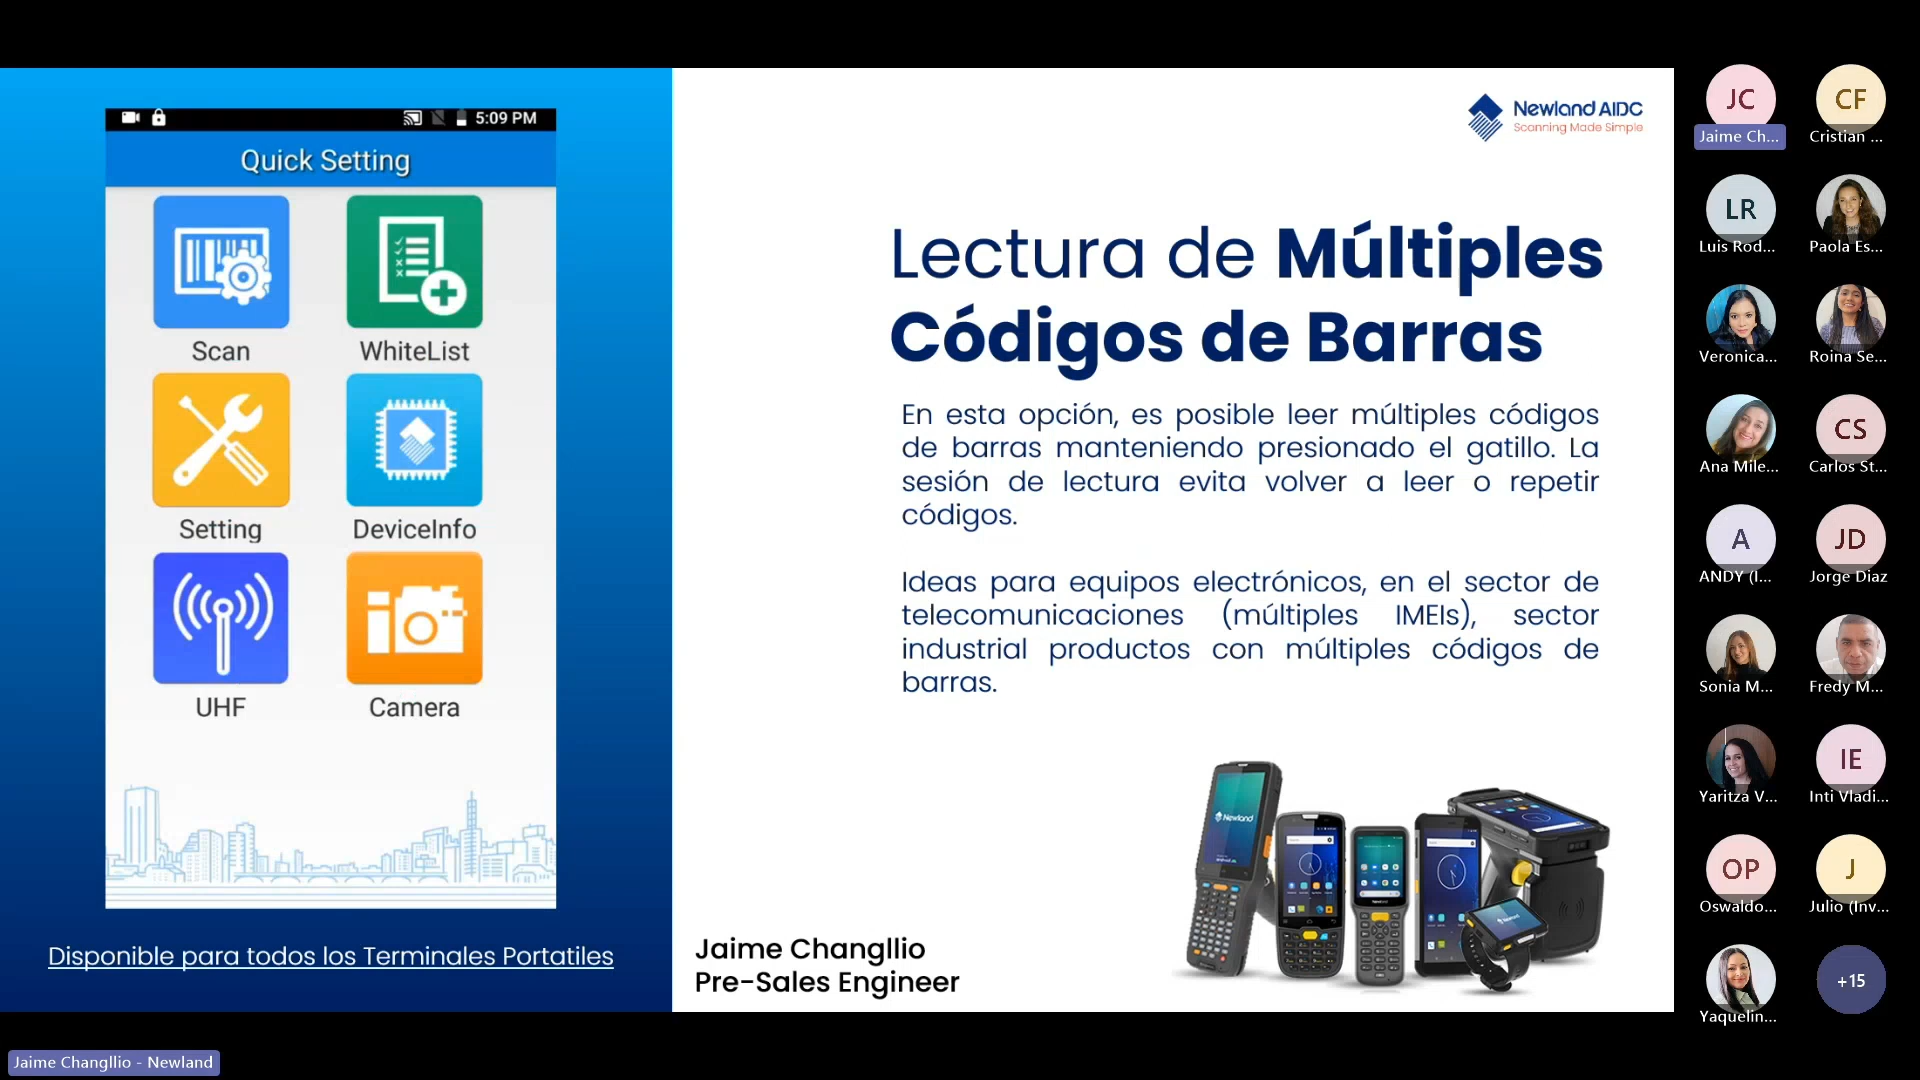 5:09 PM
Quick Setting
Scan
WhiteList
Setting
DeviceInfo
UHF
Camera
Disponible para todos los Terminales Portatiles
Newland AIDC
Scanning Made Simple
Lectura de Múltiples
Códigos de Barras
En esta opción, es posible leer múltiples códigos
de barras manteniendo presionado el gatillo. La
sesión de lectura evita volver a leer o repetir
códigos.
Ideas para equipos electrónicos, en el sector de
telecomunicaciones (múltiples IMEIs), sector
industrial productos con múltiples códigos de
barras.
Newland
Jaime Changllio
Pre-Sales Engineer
JC
Jaime Ch...
CF
Cristian ...
LR
Luis Rod...
Paola Es...
Veronica...
Roina Se...
Ana Mile...
CS
Carlos St...
A
ANDY (I...
JD
Jorge Diaz
Sonia M...
Fredy M...
Yaritza V...
IE
Inti Vladi...
OP
Oswaldo...
J
Julio (Inv...
Yaquelin...
+15
Jaime Changllio - Newland